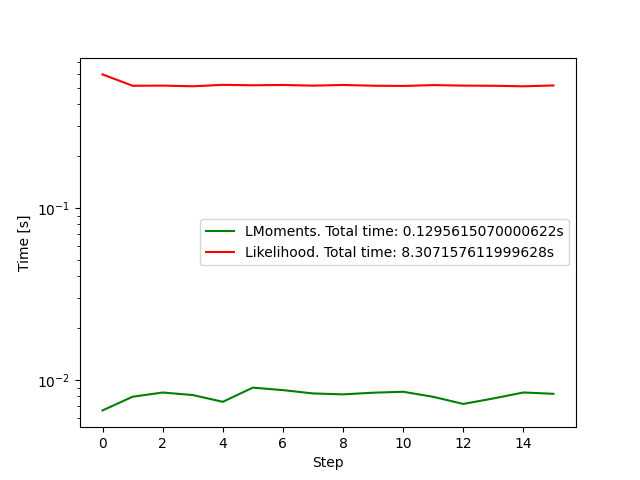 Time [s]
10⁻¹
10⁻²
LMoments. Total time: 0.1295615070000622s
Likelihood. Total time: 8.307157611999628s
0 2 4 6 8 10 12 14
Step